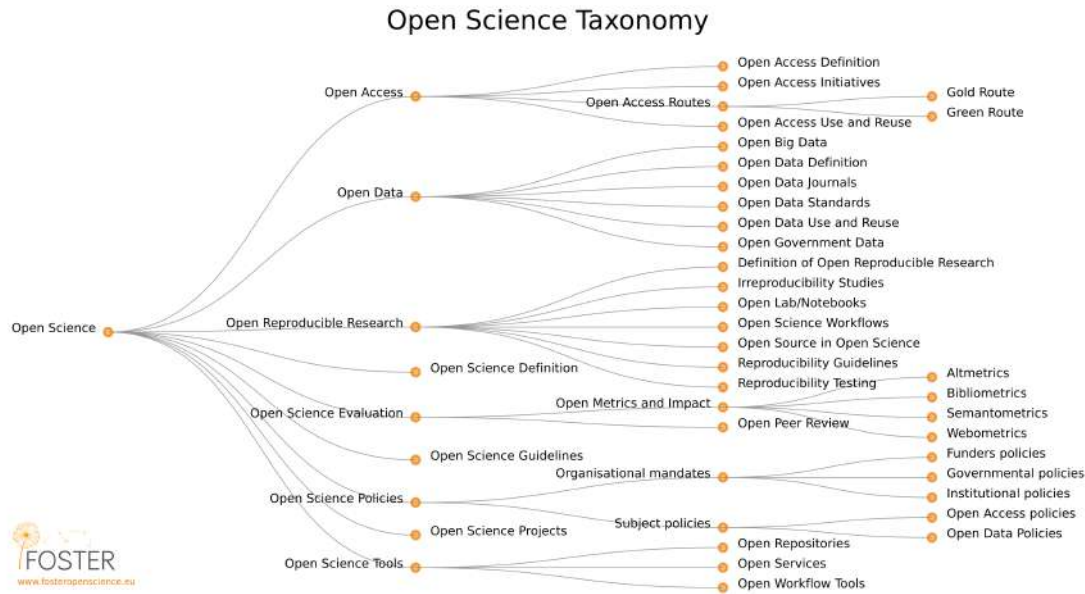 Open Science Taxonomy
Open Access Definition
Open Access
Open Access Initiatives
Open Access Routes
Gold Route
Green Route
Open Access Use and Reuse
Open Big Data
Open Data Definition
Open Data
Open Data Journals
Open Data Standards
Open Data Use and Reuse
Open Government Data
Definition of Open Reproducible Research
Irreproducibility Studies
Open Lab/Notebooks
Open Science
Open Reproducible Research
Open Science Workflows
Open Source in Open Science
Open Science Definition
Reproducibility Guidelines
Reproducibility Testing
Altmetrics
Bibliometrics
Open Science Evaluation
Open Metrics and Impact
Semantometrics
Open Peer Review
Webometrics
Open Science Guidelines
Funders policies
Organisational mandates
Governmental policies
Open Science Policies
Institutional policies
Open Science Projects
Subject policies
Open Access policies
Open Data Policies
Open Science Tools
Open Repositories
Open Services
Open Workflow Tools
FOSTER
www.fosteropenscience.eu